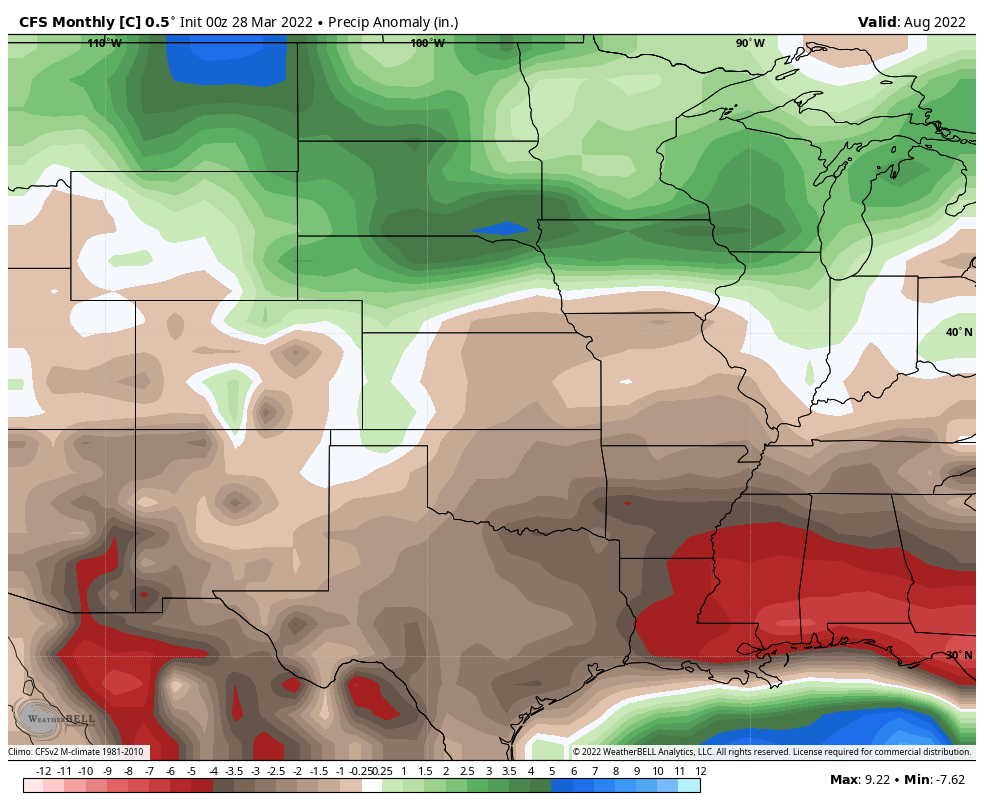 CFS Monthly [C] 0.5° Init 00z 28 Mar 2022 • Precip Anomaly (in.) Valid: Aug 2022
110°W 100°W 90°W
40°N
30°N
WEATHERBELL
Climo: CFSv2 M-climate 1981-2010 © 2022 WeatherBELL Analytics, LLC. All rights reserved. License required for commercial distribution.
-12 -11 -10 -9 -8 -7 -6 -5 -4 -3.5 -3 -2.5 -2 -1.5 -1 -0.25 0.25 1 1.5 2 2.5 3 3.5 4 5 6 7 8 9 10 11 12
Max: 9.22 • Min: -7.62